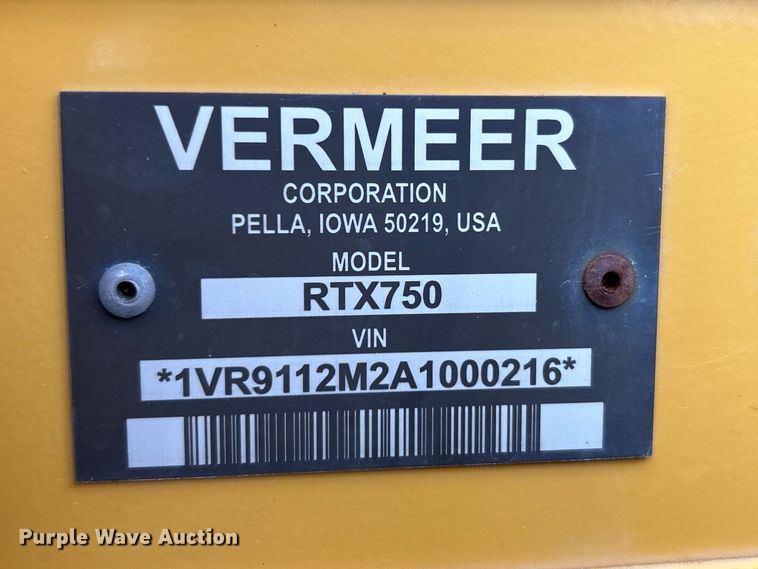 VERMEER
CORPORATION
PELLA, IOWA 50219, USA
MODEL
RTX750
VIN
*1VR9112M2A1000216*
Purple Wave Auction